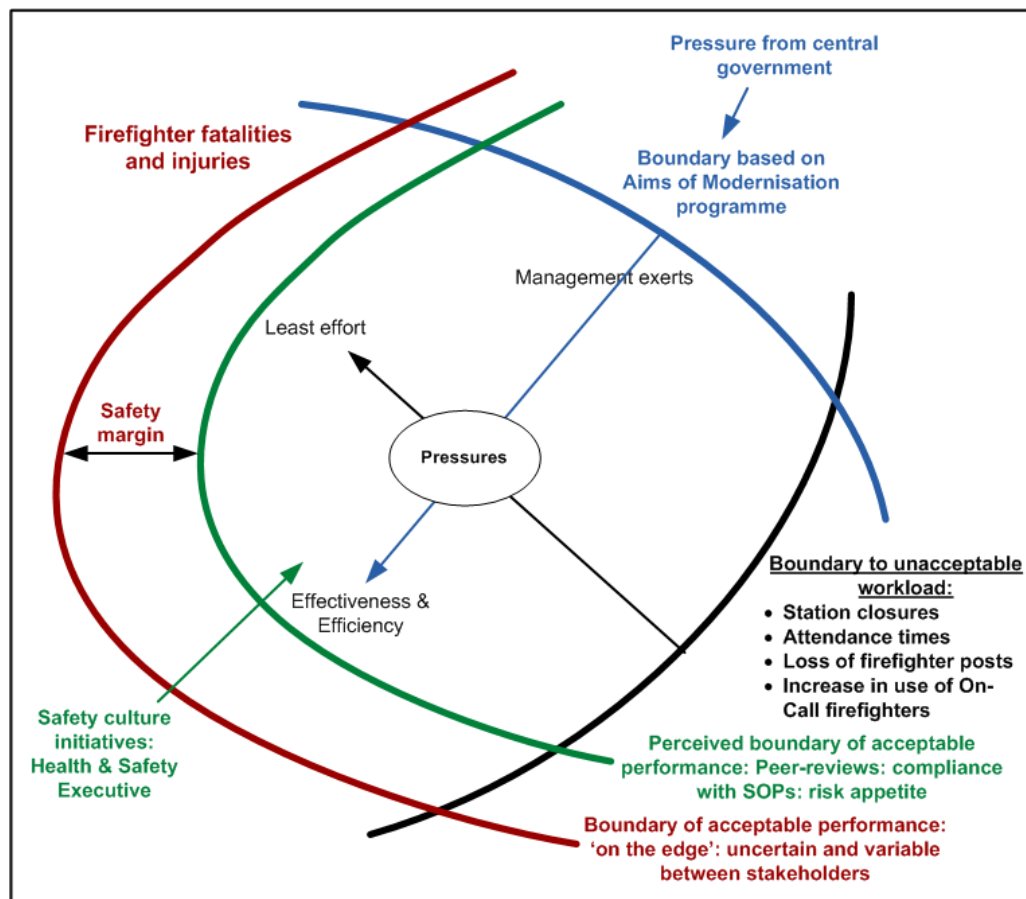 Pressure from central
government
Firefighter fatalities
and injuries
Boundary based on
Aims of Modernisation
programme
Management exerts
Least effort
Safety
margin
Pressures
Effectiveness &
Efficiency
Boundary to unacceptable
workload:
• Station closures
• Attendance times
• Loss of firefighter posts
• Increase in use of On-
Call firefighters
Safety culture
initiatives:
Health & Safety
Executive
Perceived boundary of acceptable
performance: Peer-reviews: compliance
with SOPs: risk appetite
Boundary of acceptable performance:
‘on the edge’: uncertain and variable
between stakeholders